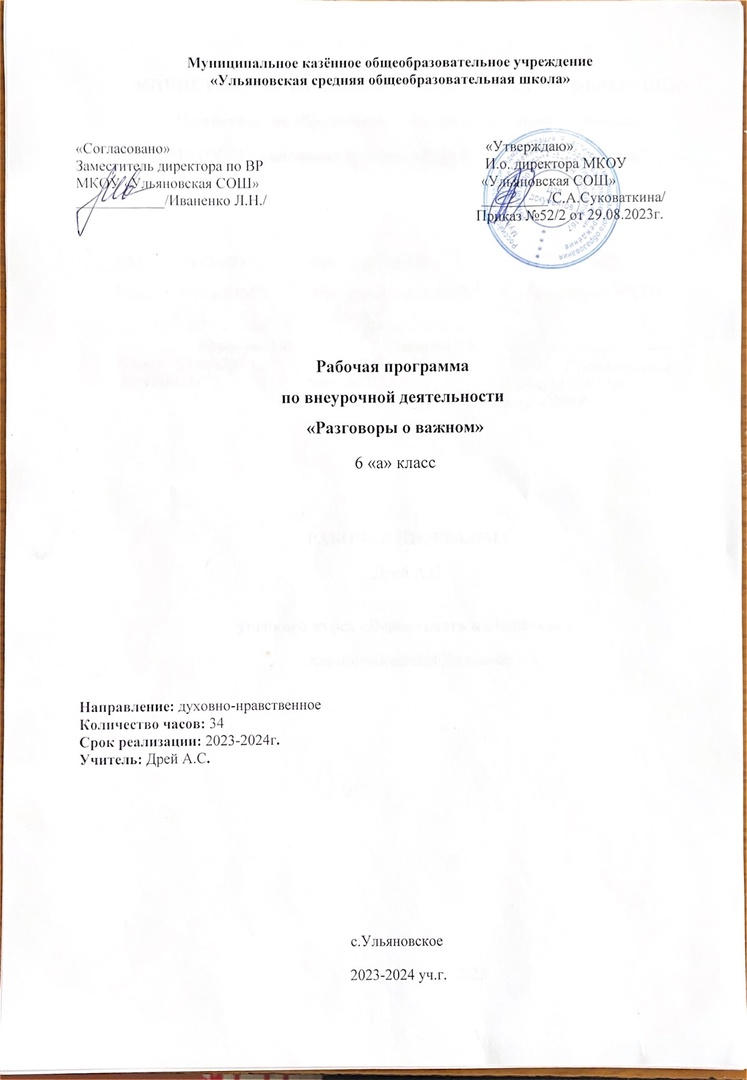 Муниципальное казённое общеобразовательное учреждение
«Ульяновская средняя общеобразовательная школа»
«Согласовано»
Заместитель директора по ВР
МКОУ «Ульяновская СОШ»
____________/Иваненко Л.Н./
«Утверждаю»
И.о. директора МКОУ
«Ульяновская СОШ»
_________/С.А.Суковаткина/
Приказ №52/2 от 29.08.2023г.
Рабочая программа
по внеурочной деятельности
«Разговоры о важном»
6 «а» класс
Направление: духовно-нравственное
Количество часов: 34
Срок реализации: 2023-2024г.
Учитель: Дрей А.С.
с.Ульяновское
2023-2024 уч.г.